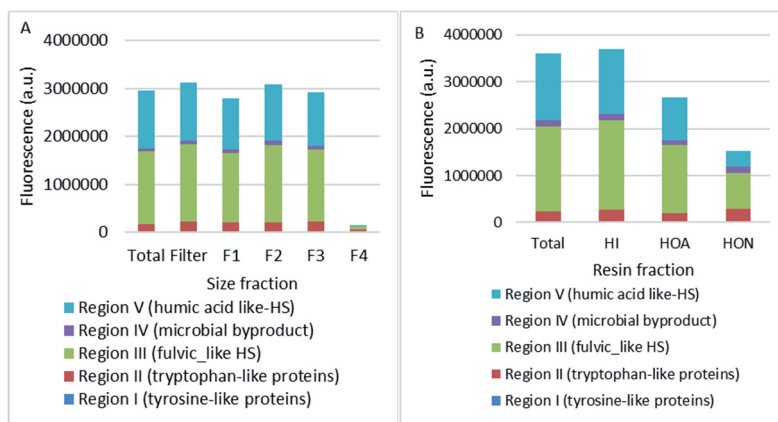 A
4000000
3000000
2000000
1000000
0
Fluorescence (a.u.)
Total Filter F1 F2 F3 F4
Size fraction
Region V (humic acid like-HS)
Region IV (microbial byproduct)
Region III (fulvic_like HS)
Region II (tryptophan-like proteins)
Region I (tyrosine-like proteins)
B
4000000
3000000
2000000
1000000
0
Fluorescence (a.u.)
Total HI HOA HON
Resin fraction
Region V (humic acid like-HS)
Region IV (microbial byproduct)
Region III (fulvic_like HS)
Region II (tryptophan-like proteins)
Region I (tyrosine-like proteins)